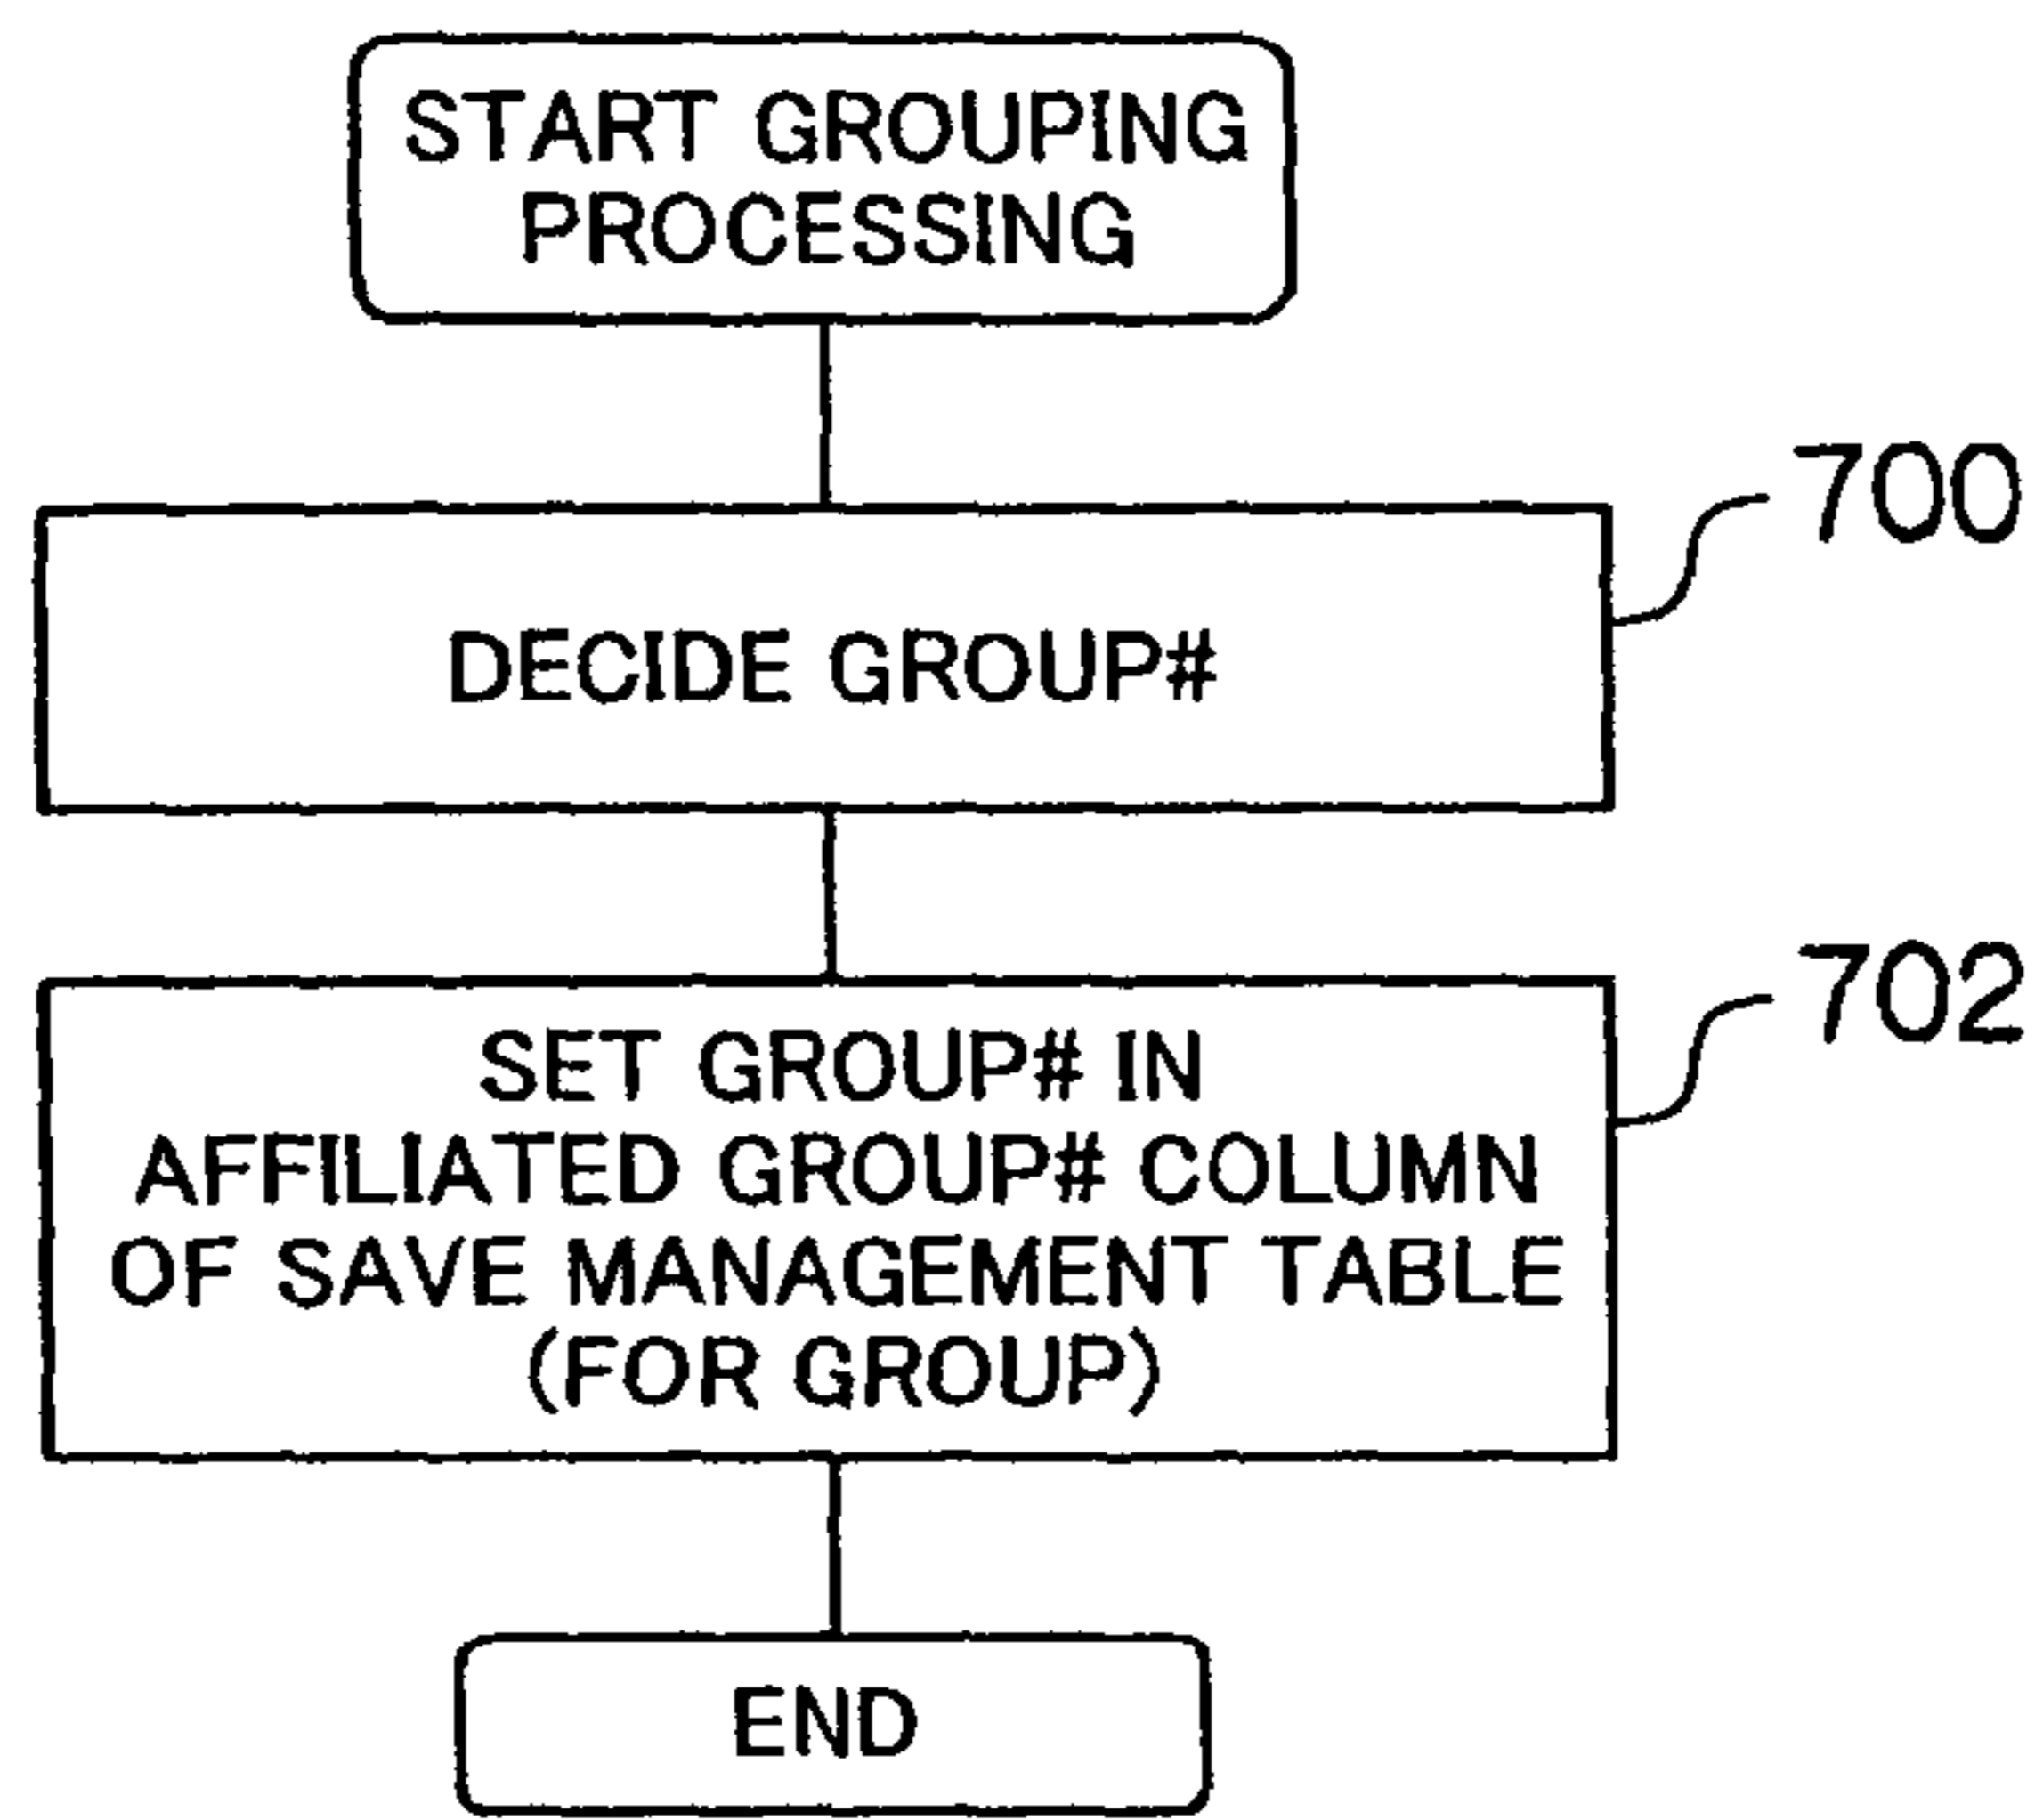 START GROUPING
PROCESSING
700
DECIDE GROUP#
702
SET GROUP# IN
AFFILIATED GROUP# COLUMN
OF SAVE MANAGEMENT TABLE
(FOR GROUP)
END